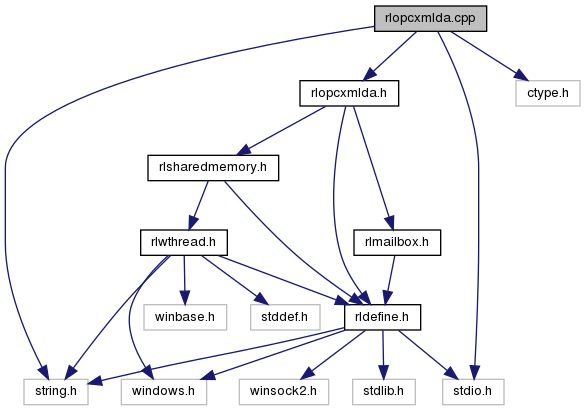 rlopcxmlda.cpp
rlopcxmlda.h
ctype.h
rlsharedmemory.h
rlwthread.h
rlmailbox.h
winbase.h
stddef.h
rldefine.h
string.h
windows.h
winsock2.h
stdlib.h
stdio.h